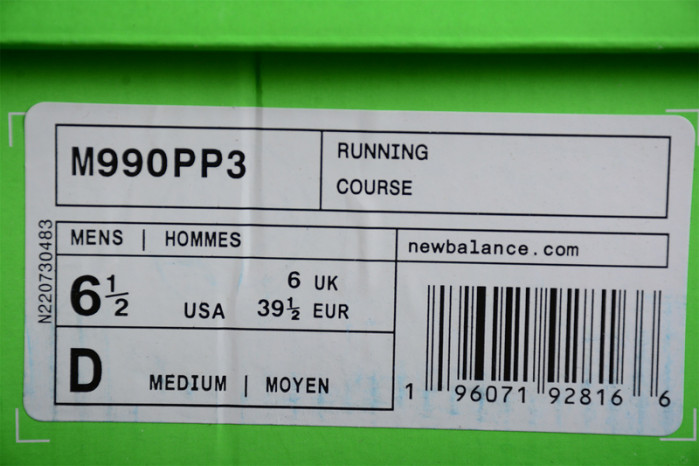 M990PP3
RUNNING
COURSE
N220730483
MENS | HOMMES
newbalance.com
6½ USA
6 UK
39½ EUR
D MEDIUM | MOYEN
1 96071 92816 6